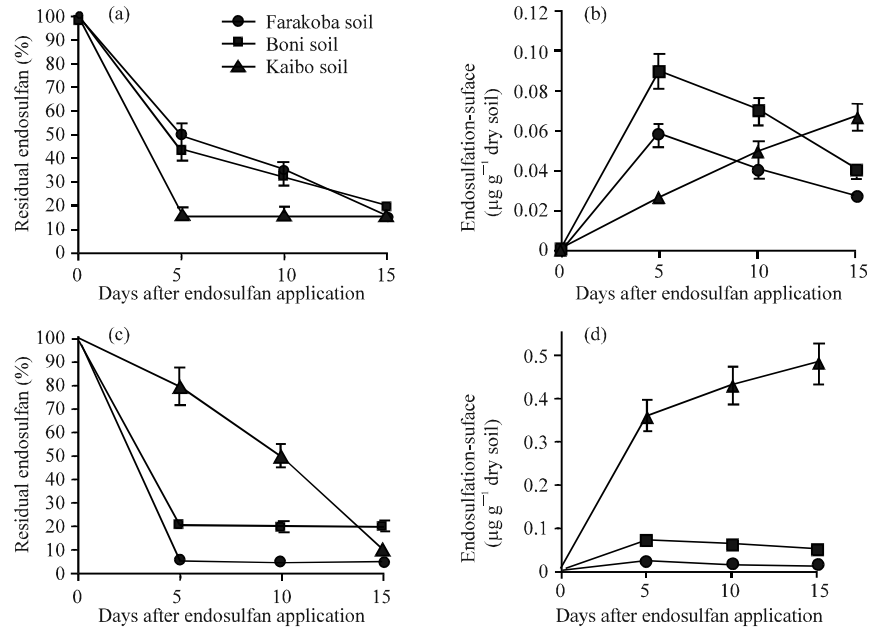 (a)
Farakoba soil
Boni soil
Kaibo soil
Residual endosulfan (%)
100
90
80
70
60
50
40
30
20
10
0
0 5 10 15
Days after endosulfan application
(b)
Endosulfation-suface
(µg g⁻¹ dry soil)
0.12
0.10
0.08
0.06
0.04
0.02
0
0 5 10 15
Days after endosulfan application
(c)
Residual endosulfan (%)
100
90
80
70
60
50
40
30
20
10
0
0 5 10 15
Days after endosulfan application
(d)
Endosulfation-suface
(µg g⁻¹ dry soil)
0.5
0.4
0.3
0.2
0.1
0
0 5 10 15
Days after endosulfan application